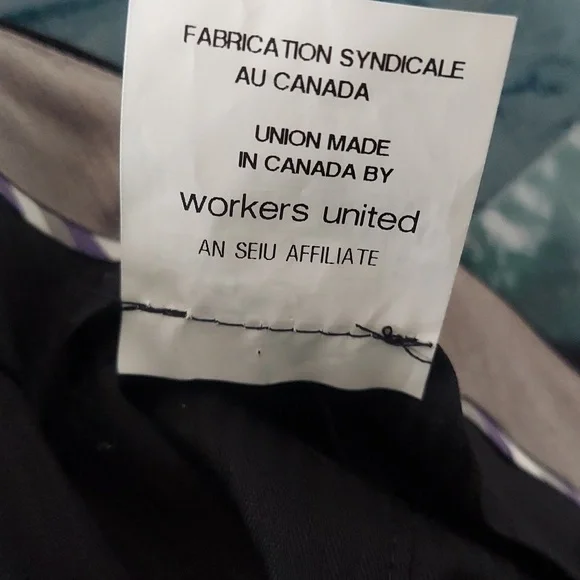 FABRICATION SYNDICALE
AU CANADA
UNION MADE
IN CANADA BY
workers united
AN SEIU AFFILIATE